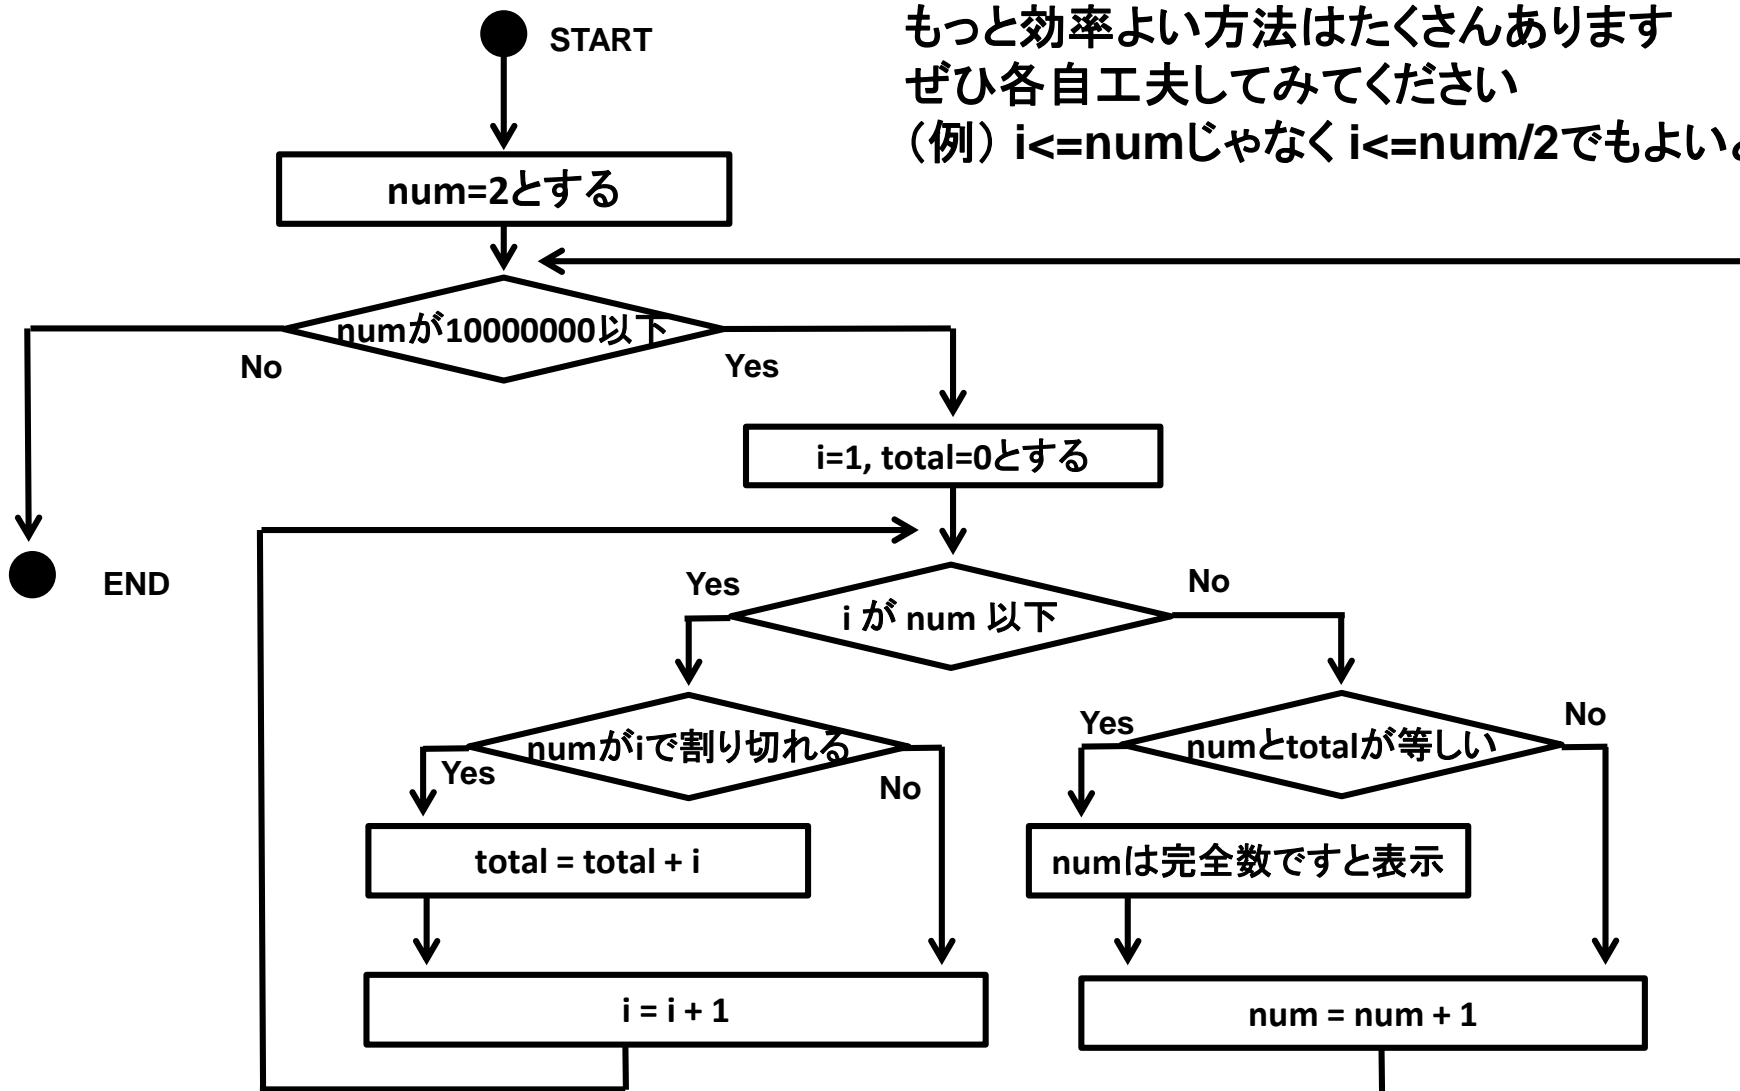 もっと効率よい方法はたくさんあります
START
ぜひ各自工夫してみてください
（例）i<=numじゃなく i<=num/2でもよい
num=2とする
numが10000000以下
No
Yes
i=1, total=0とする
END
Yes
No
i が num 以下
numがiで割り切れる
Yes
No
Yes
numとtotalが等しい
No
total = total + i
numは完全数ですと表示
i = i + 1
num = num + 1